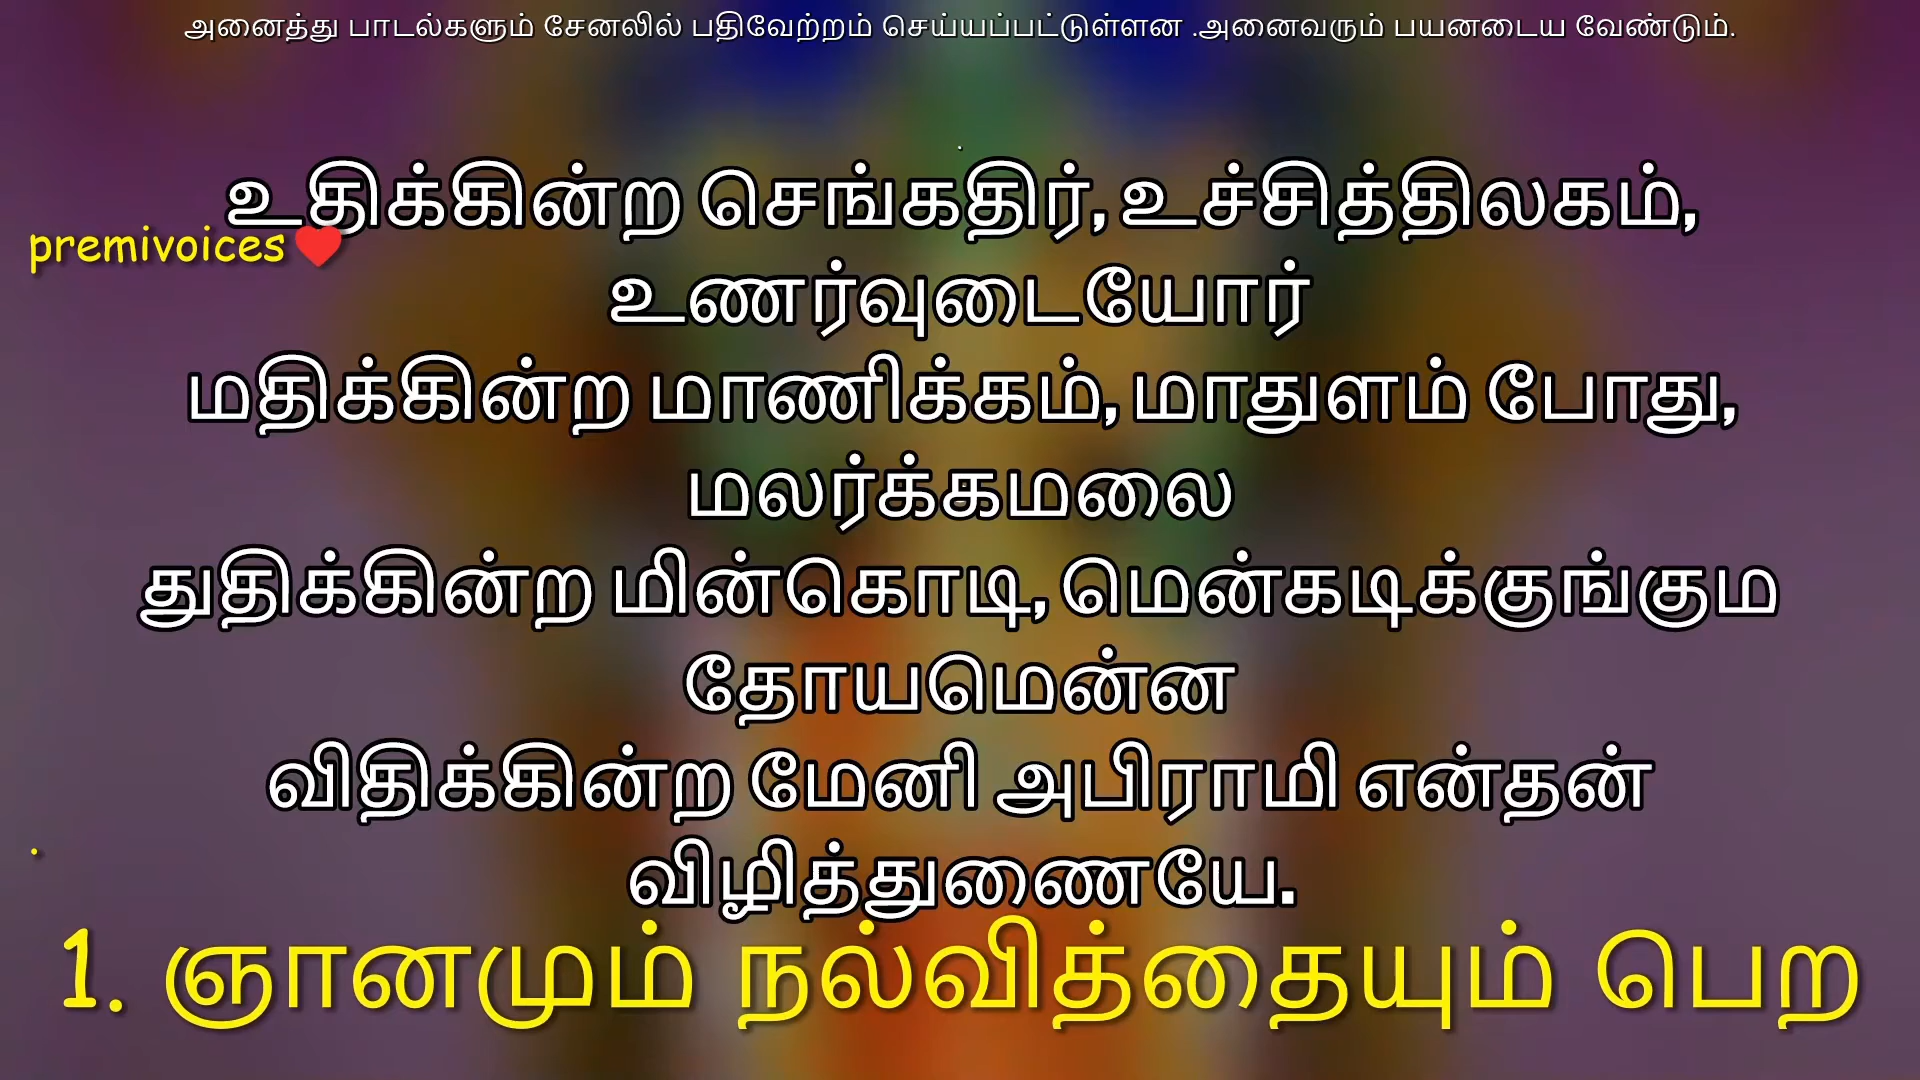 அனைத்து பாடல்களும் சேனலில் பதிவேற்றம் செய்யப்பட்டுள்ளன .அனைவரும் பயனடைய வேண்டும்.
உதிக்கின்ற செங்கதிர், உச்சித்திலகம்,
premivoices❤️
உணர்வுடையோர்
மதிக்கின்ற மாணிக்கம், மாதுளம் போது,
மலர்க்கமலை
துதிக்கின்ற மின்கொடி, மென்கடிக்குங்கும
தோயமென்ன
விதிக்கின்ற மேனி அபிராமி என்தன்
விழித்துணையே.
1. ஞானமும் நல்வித்தையும் பெற